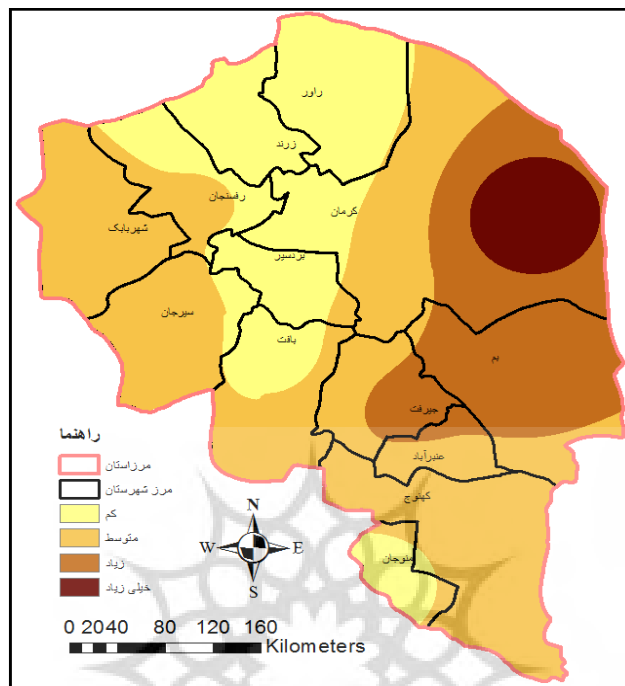 راور
زرند
رفسنجان
کرمان
شهربابک
بردسیر
سیرجان
بافت
بم
جیرفت
عنبرآباد
کهنوج
منوجان
راهنما
مرزاستان
مرز شهرستان
کم
متوسط
زیاد
خیلی زیاد
N
W E
S
0 20 40 80 120 160
Kilometers